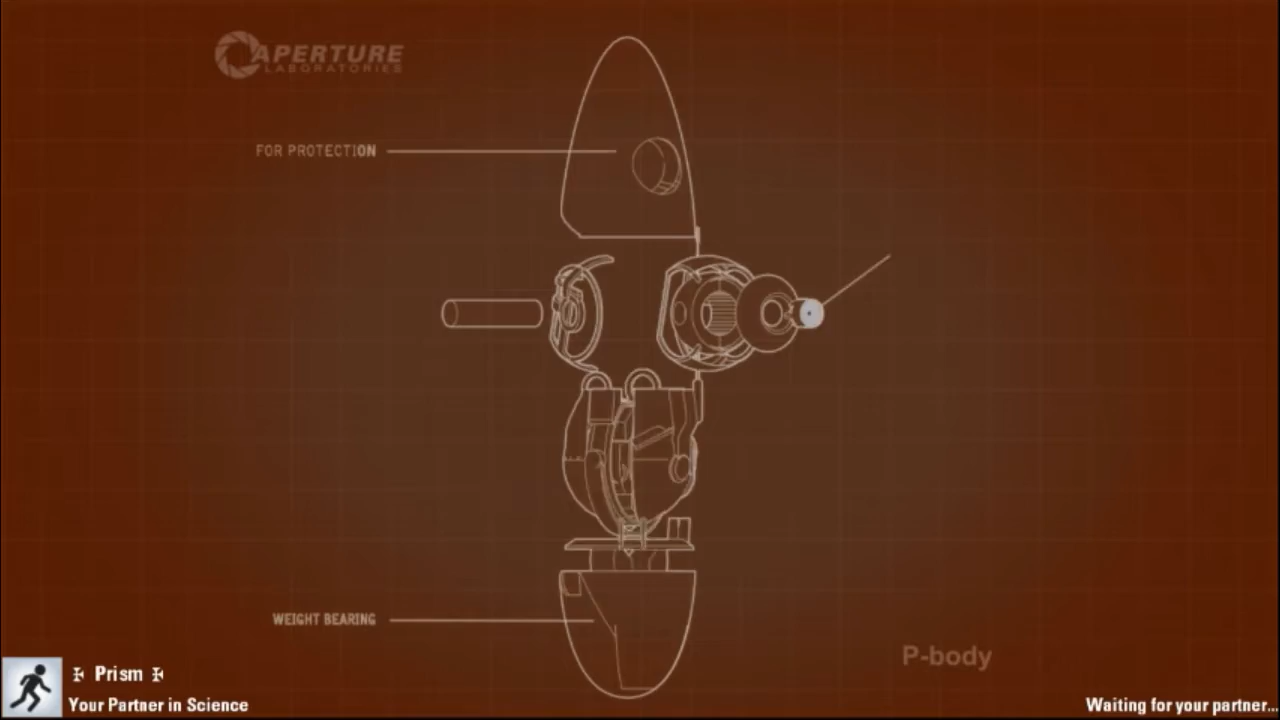 APERTURE
LABORATORIES
FOR PROTECTION
WEIGHT BEARING
P-body
✠ Prism ✠
Your Partner in Science
Waiting for your partner...